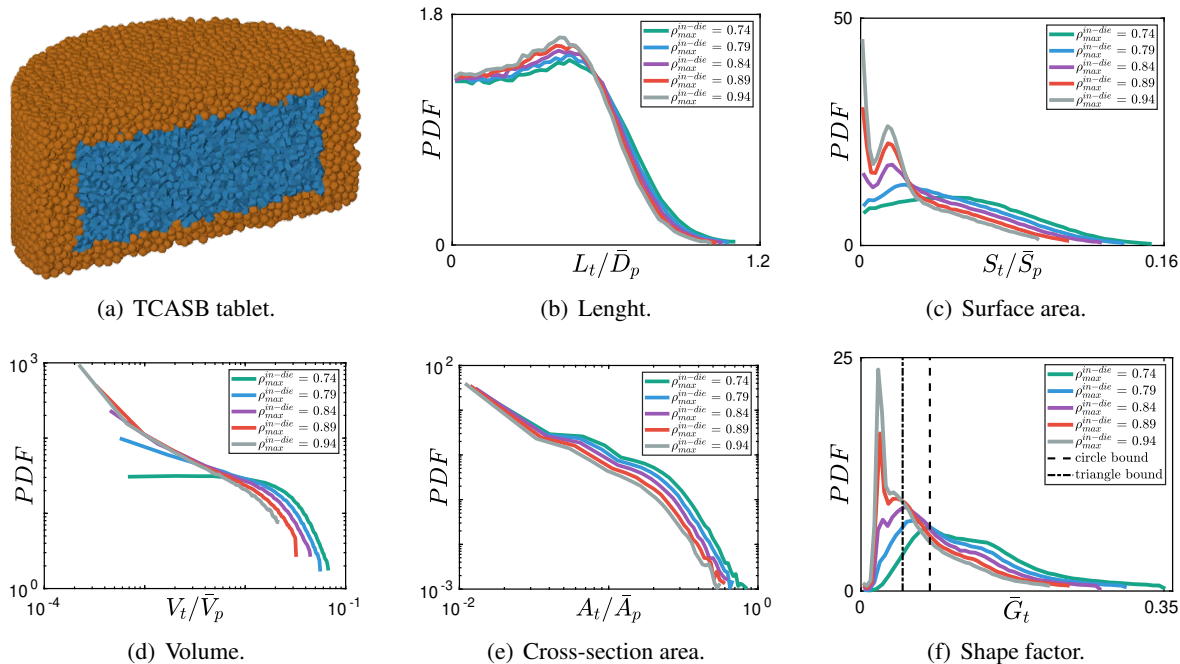 1.8
PDF
0
0
L_t/D̄_p
1.2
ρ_max^in-die = 0.74
ρ_max^in-die = 0.79
ρ_max^in-die = 0.84
ρ_max^in-die = 0.89
ρ_max^in-die = 0.94
50
PDF
0
0
S_t/S̄_p
0.16
ρ_max^in-die = 0.74
ρ_max^in-die = 0.79
ρ_max^in-die = 0.84
ρ_max^in-die = 0.89
ρ_max^in-die = 0.94
(a) TCASB tablet.
(b) Lenght.
(c) Surface area.
10^3
PDF
10^0
10^-4
V_t/V̄_p
10^-1
ρ_max^in-die = 0.74
ρ_max^in-die = 0.79
ρ_max^in-die = 0.84
ρ_max^in-die = 0.89
ρ_max^in-die = 0.94
10^2
PDF
10^-3
10^-2
A_t/Ā_p
10^0
ρ_max^in-die = 0.74
ρ_max^in-die = 0.79
ρ_max^in-die = 0.84
ρ_max^in-die = 0.89
ρ_max^in-die = 0.94
25
PDF
0
0
Ḡ_t
0.35
ρ_max^in-die = 0.74
ρ_max^in-die = 0.79
ρ_max^in-die = 0.84
ρ_max^in-die = 0.89
ρ_max^in-die = 0.94
circle bound
triangle bound
(d) Volume.
(e) Cross-section area.
(f) Shape factor.